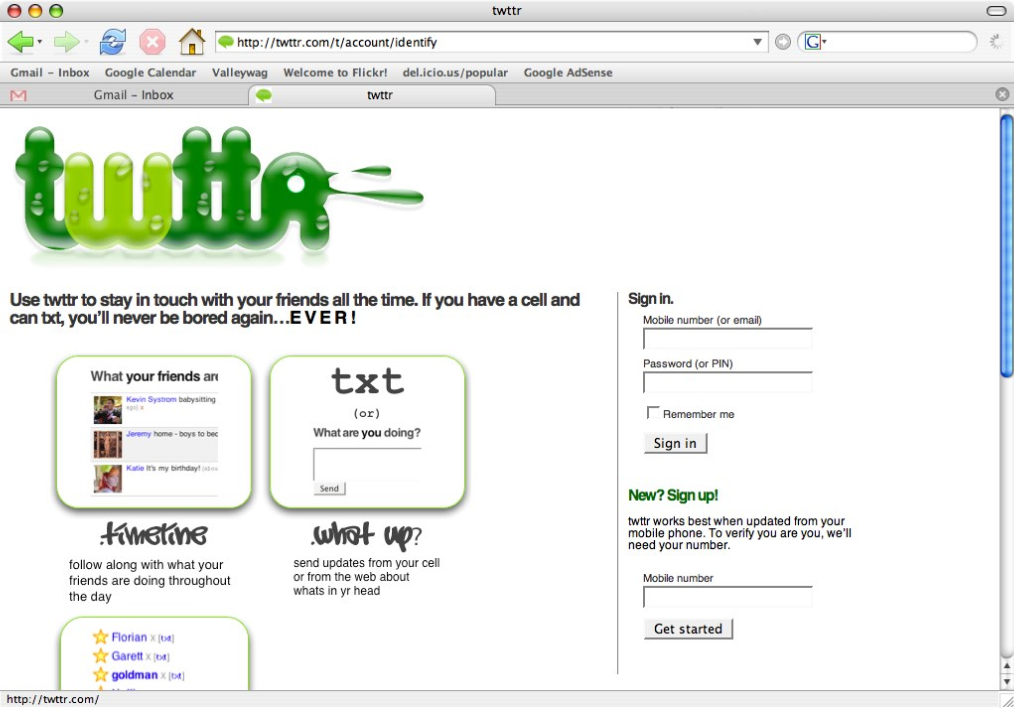 twttr
http://twttr.com/t/account/identify
G
Gmail – Inbox Google Calendar Valleywag Welcome to Flickr! del.icio.us/popular Google AdSense
Gmail – Inbox twttr
twttr
Use twttr to stay in touch with your friends all the time. If you have a cell and
can txt, you'll never be bored again...EVER!
What your friends are
Kevin Systrom babysitting
ago) x
Jeremy home - boys to bed
Katie It's my birthday!
.timeline
follow along with what your
friends are doing throughout
the day
txt
(or)
What are you doing?
Send
.what up?
send updates from your cell
or from the web about
whats in yr head
Florian x [txt]
Garett x [txt]
goldman x [txt]
Sign in.
Mobile number (or email)
Password (or PIN)
Remember me
Sign in
New? Sign up!
twttr works best when updated from your
mobile phone. To verify you are you, we'll
need your number.
Mobile number
Get started
http://twttr.com/